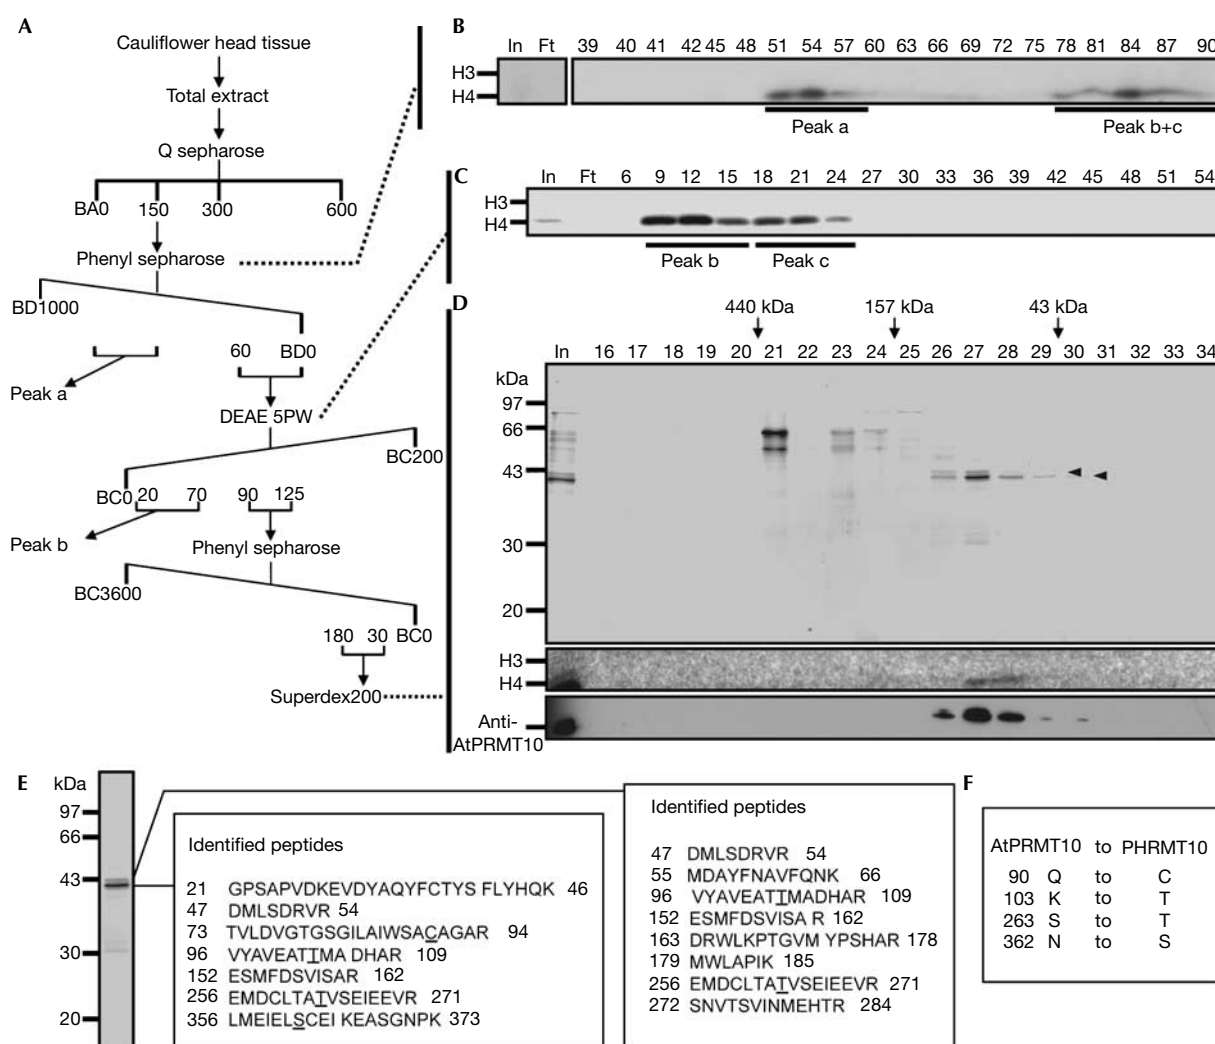 A
Cauliflower head tissue
Total extract
Q sepharose
BA0 150 300 600
Phenyl sepharose
BD1000
60 BD0
Peak a
DEAE 5PW
BC200
BC0 20 70 90 125
Peak b
Phenyl sepharose
BC3600
180 30 BC0
Superdex200
B
In Ft 39 40 41 42 45 48 51 54 57 60 63 66 69 72 75 78 81 84 87 90
H3
H4
Peak a Peak b+c
C
In Ft 6 9 12 15 18 21 24 27 30 33 36 39 42 45 48 51 54
H3
H4
Peak b Peak c
D
440 kDa 157 kDa 43 kDa
In 16 17 18 19 20 21 22 23 24 25 26 27 28 29 30 31 32 33 34
kDa
97
66
43
30
20
H3
H4
Anti-
AtPRMT10
E
kDa
97
66
43
30
20
Identified peptides
21 GPSAPVDKEVDYAQYFCTYS FLYHQK 46
47 DMLSDRVR 54
73 TVLDVGTGSGILAIWSACAGAR 94
96 VYAVEATTMA DHAR 109
152 ESMFDSVISAR 162
256 EMDCLTATVSEIEEVR 271
356 LMEIELSCEI KEASGNPK 373
Identified peptides
47 DMLSDRVR 54
55 MDAYFNAVFQNK 66
96 VYAVEATTMADHAR 109
152 ESMFDSVISA R 162
163 DRWLKPTGVM YPSHAR 178
179 MWLAPIK 185
256 EMDCLTATVSEIEEVR 271
272 SNVTSVINMEHTR 284
F
AtPRMT10 to PHRMT10
90 Q to C
103 K to T
263 S to T
362 N to S